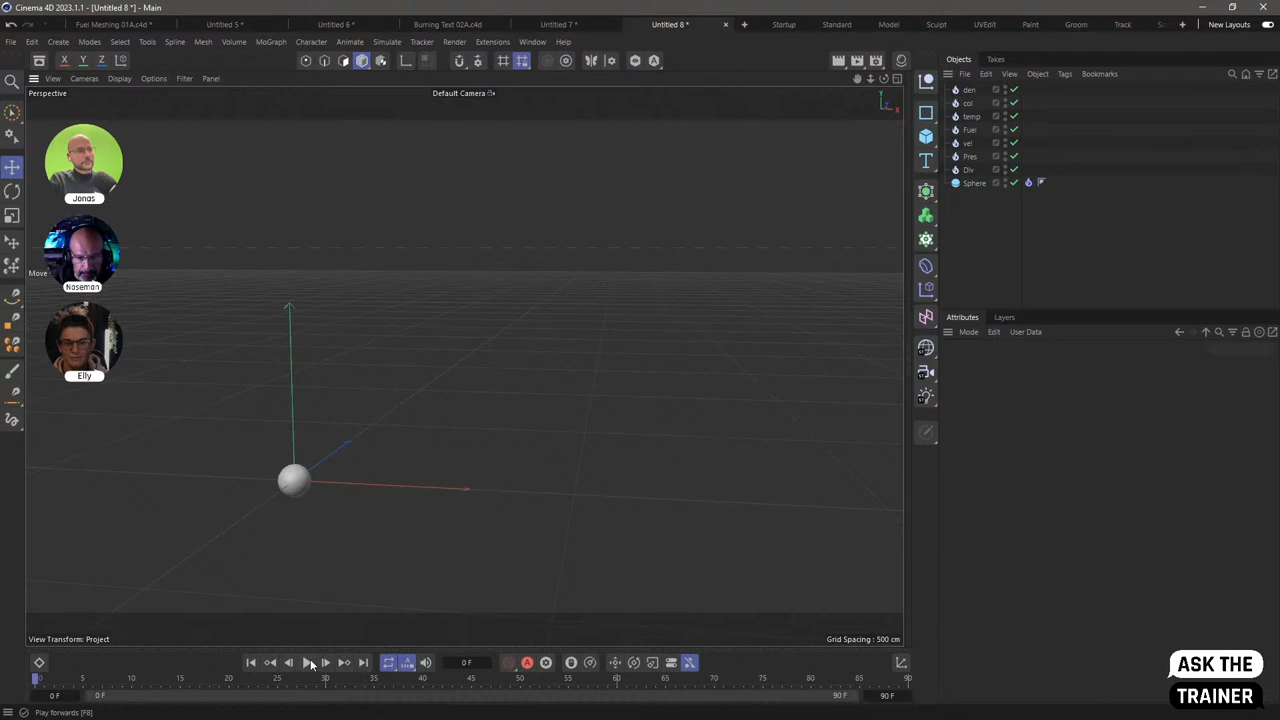 Cinema 4D 2023.1.1 - [Untitled 8 *] - Main
Fuel Meshing 01A.c4d * Untitled 5 * Untitled 6 * Burning Text 02A.c4d Untitled 7 * Untitled 8 * Startup Standard Model Sculpt UVEdit Paint Groom Track New Layouts
File Edit Create Modes Select Tools Spline Mesh Volume MoGraph Character Animate Simulate Tracker Render Extensions Window Help
X Y Z
View Cameras Display Options Filter Panel
Perspective
Default Camera
Y
X
Jonas
Move
Noseman
Elly
View Transform: Project
Grid Spacing : 500 cm
Objects Takes
File Edit View Object Tags Bookmarks
den
col
temp
Fuel
vel
Pres
Div
Sphere
Attributes Layers
Mode Edit User Data
0 F
0 5 10 15 20 25 30 35 40 45 50 55 60 65 70 75 80 85 90
0 F 0 F 90 F 90 F
Play forwards [F8]
ASK THE
TRAINER